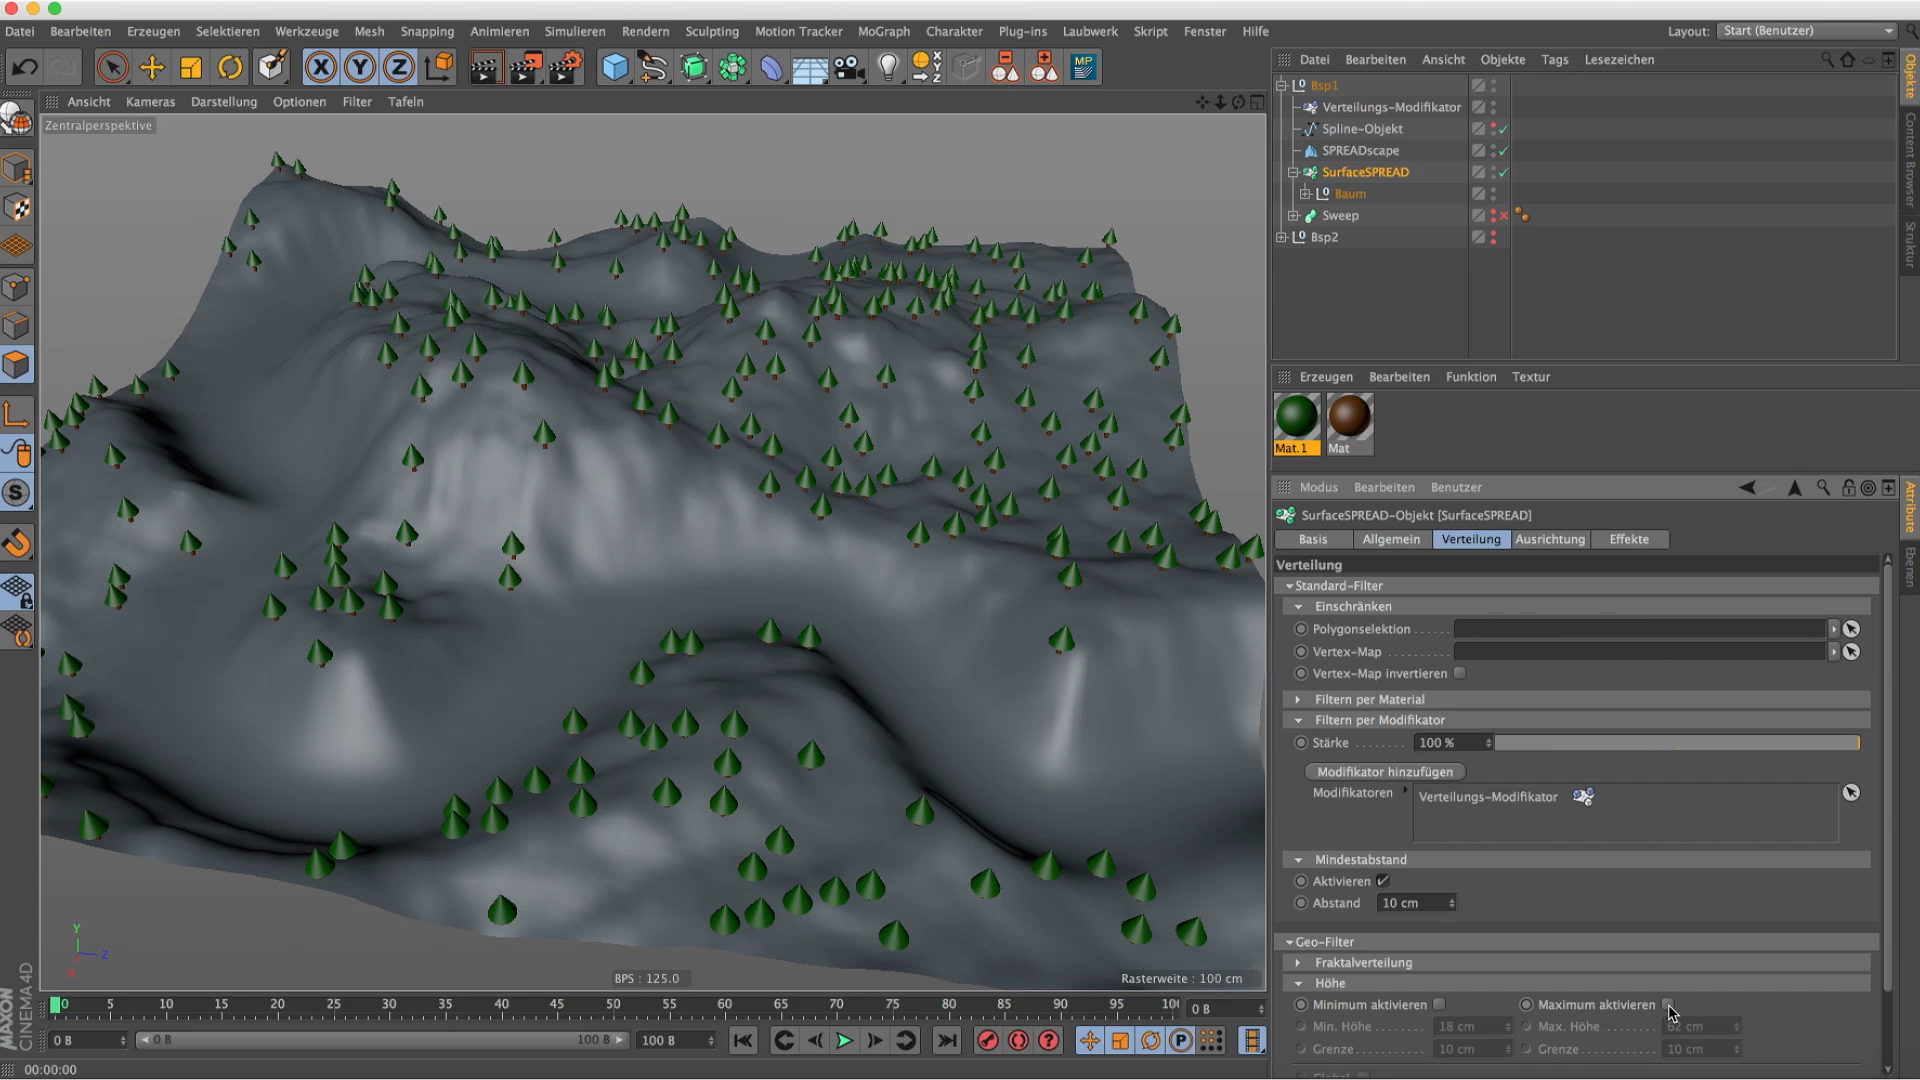 Datei Bearbeiten Erzeugen Selektieren Werkzeuge Mesh Snapping Animieren Simulieren Rendern Sculpting Motion Tracker MoGraph Charakter Plug-ins Laubwerk Skript Fenster Hilfe
Layout: Start (Benutzer)
X Y Z
MP
Ansicht Kameras Darstellung Optionen Filter Tafeln
Zentralperspektive
Datei Bearbeiten Ansicht Objekte Tags Lesezeichen
Bsp1
Verteilungs-Modifikator
Spline-Objekt
SPREADscape
SurfaceSPREAD
Baum
Sweep
Bsp2
Objekte
Content Browser
Struktur
Erzeugen Bearbeiten Funktion Textur
Mat.1 Mat
Modus Bearbeiten Benutzer
SurfaceSPREAD-Objekt [SurfaceSPREAD]
Basis Allgemein Verteilung Ausrichtung Effekte
Verteilung
Standard-Filter
Einschränken
Polygonselektion
Vertex-Map
Vertex-Map invertieren
Filtern per Material
Filtern per Modifikator
Stärke 100 %
Modifikator hinzufügen
Modifikatoren Verteilungs-Modifikator
Mindestabstand
Aktivieren
Abstand 10 cm
Geo-Filter
Fraktalverteilung
Höhe
Minimum aktivieren Maximum aktivieren
Min. Höhe 18 cm Max. Höhe 62 cm
Grenze 10 cm Grenze 10 cm
Attribute
Ebenen
Y
Z
X
BPS : 125.0
Rasterweite : 100 cm
0 5 10 15 20 25 30 35 40 45 50 55 60 65 70 75 80 85 90 95 0 B
0 B 0 B 100 B 100 B
P
MAXON
CINEMA 4D
00:00:00